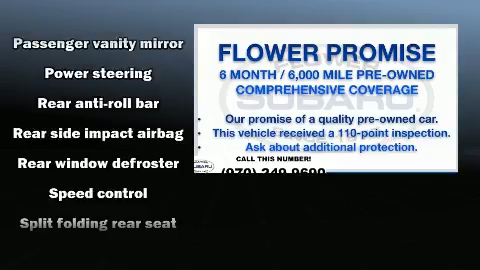 Passenger vanity mirror
Power steering
Rear anti-roll bar
Rear side impact airbag
Rear window defroster
Speed control
Split folding rear seat
FLOWER PROMISE
6 MONTH / 6,000 MILE PRE-OWNED
COMPREHENSIVE COVERAGE
SUBARU
• Our promise of a quality pre-owned car.
• This vehicle received a 110-point inspection.
• Ask about additional protection.
CALL THIS NUMBER!
SUBARU